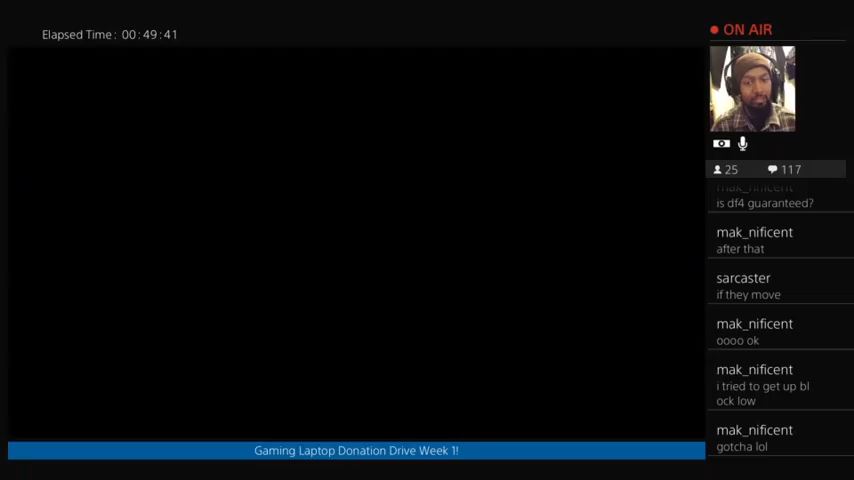 Elapsed Time: 00:49:41
ON AIR
25 117
mak_nificent
is df4 guaranteed?
mak_nificent
after that
sarcaster
if they move
mak_nificent
oooo ok
mak_nificent
i tried to get up bl
ock low
mak_nificent
gotcha lol
Gaming Laptop Donation Drive Week 1!